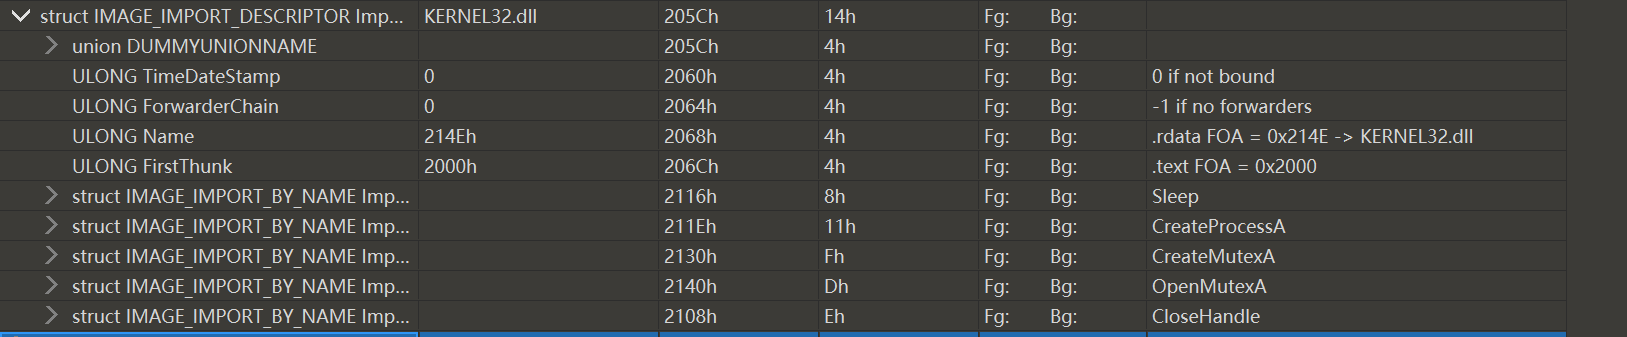 struct IMAGE_IMPORT_DESCRIPTOR Imp... KERNEL32.dll 205Ch 14h Fg: Bg:
union DUMMYUNIONNAME 205Ch 4h Fg: Bg:
ULONG TimeDateStamp 0 2060h 4h Fg: Bg: 0 if not bound
ULONG ForwarderChain 0 2064h 4h Fg: Bg: -1 if no forwarders
ULONG Name 214Eh 2068h 4h Fg: Bg: .rdata FOA = 0x214E -> KERNEL32.dll
ULONG FirstThunk 2000h 206Ch 4h Fg: Bg: .text FOA = 0x2000
struct IMAGE_IMPORT_BY_NAME Imp... 2116h 8h Fg: Bg: Sleep
struct IMAGE_IMPORT_BY_NAME Imp... 211Eh 11h Fg: Bg: CreateProcessA
struct IMAGE_IMPORT_BY_NAME Imp... 2130h Fh Fg: Bg: CreateMutexA
struct IMAGE_IMPORT_BY_NAME Imp... 2140h Dh Fg: Bg: OpenMutexA
struct IMAGE_IMPORT_BY_NAME Imp... 2108h Eh Fg: Bg: CloseHandle